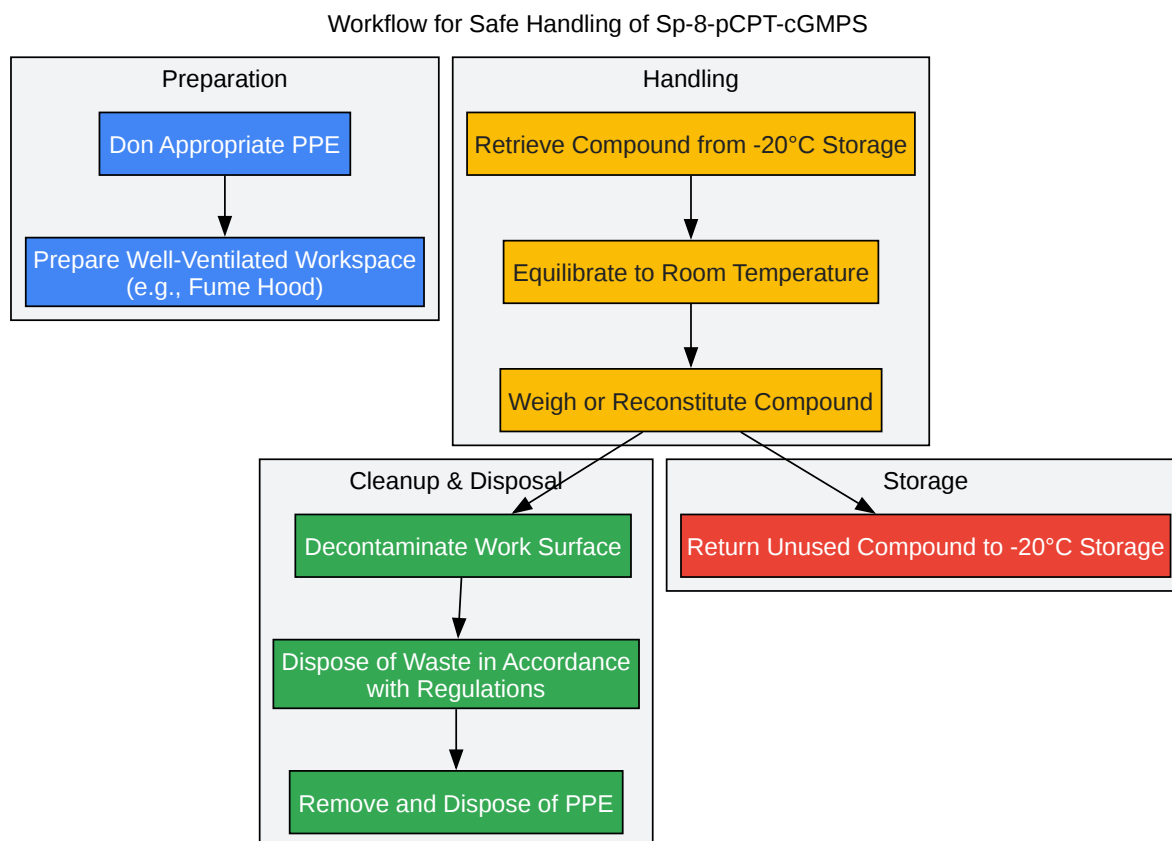 Workflow for Safe Handling of Sp-8-pCPT-cGMPS
Preparation
Don Appropriate PPE
Prepare Well-Ventilated Workspace
(e.g., Fume Hood)
Handling
Retrieve Compound from -20°C Storage
Equilibrate to Room Temperature
Weigh or Reconstitute Compound
Cleanup & Disposal
Decontaminate Work Surface
Dispose of Waste in Accordance
with Regulations
Remove and Dispose of PPE
Storage
Return Unused Compound to -20°C Storage